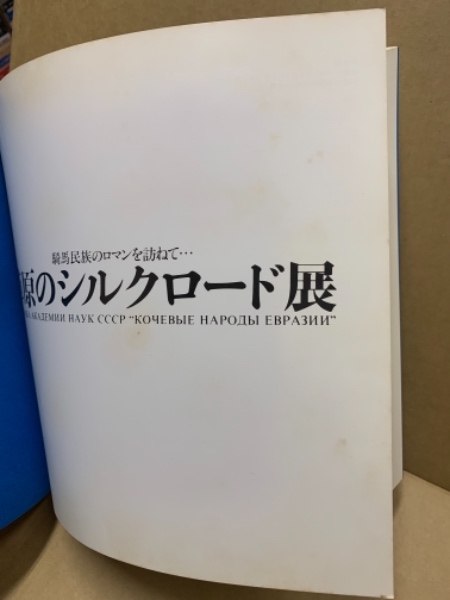 騎馬民族のロマンを訪ねて…
原のシルクロード展
АКАДЕМИИ НАУК СССР “КОЧЕВЫЕ НАРОДЫ ЕВРАЗИИ”